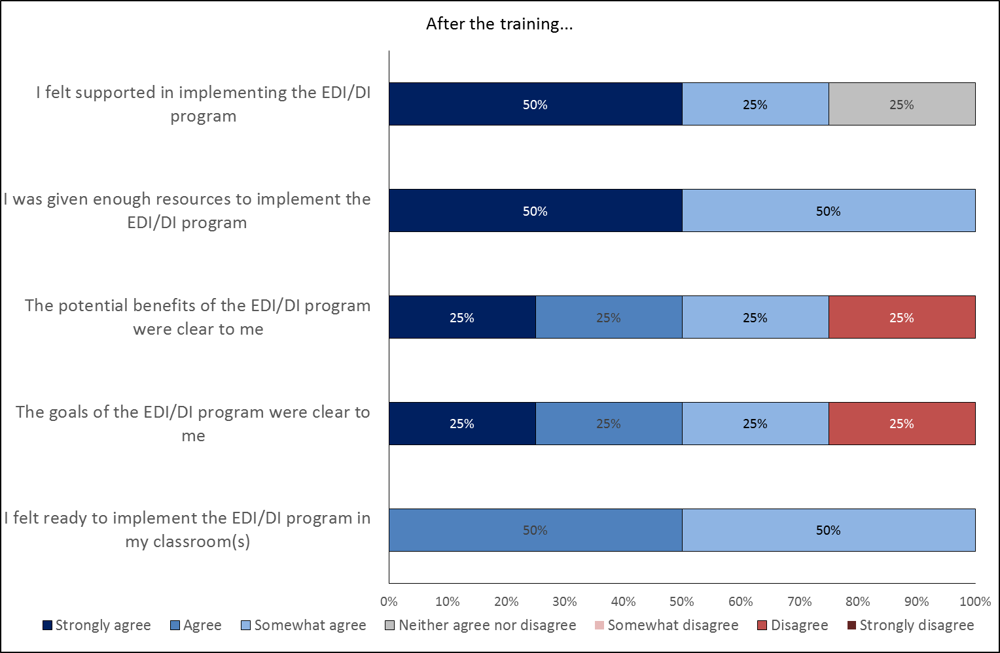 After the training...
I felt supported in implementing the EDI/DI
program
50% 25% 25%
I was given enough resources to implement the
EDI/DI program
50% 50%
The potential benefits of the EDI/DI program
were clear to me
25% 25% 25% 25%
The goals of the EDI/DI program were clear to
me
25% 25% 25% 25%
I felt ready to implement the EDI/DI program in
my classroom(s)
50% 50%
0% 10% 20% 30% 40% 50% 60% 70% 80% 90% 100%
Strongly agree Agree Somewhat agree Neither agree nor disagree Somewhat disagree Disagree Strongly disagree